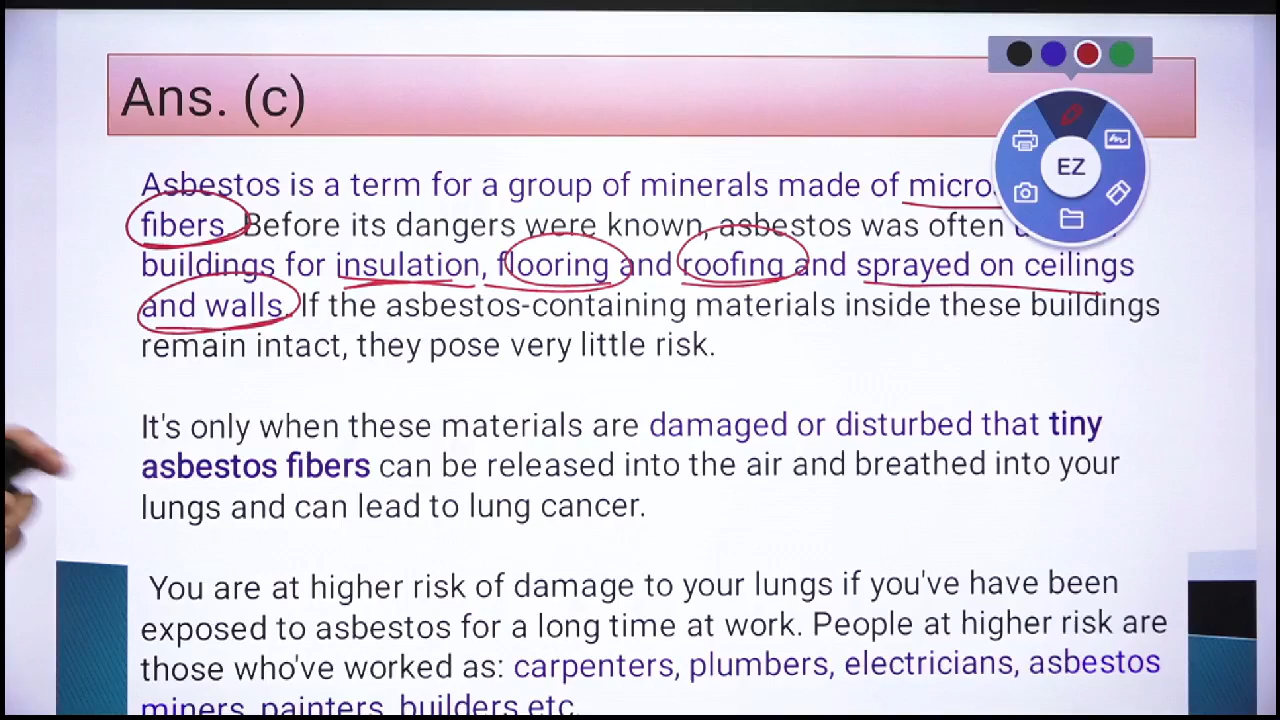 Ans. (c)
EZ
Asbestos is a term for a group of minerals made of
fibers. Before its dangers were known, asbestos was often
buildings for insulation, flooring and roofing and sprayed on ceilings
and walls. If the asbestos-containing materials inside these buildings
remain intact, they pose very little risk.
It's only when these materials are damaged or disturbed that tiny
asbestos fibers can be released into the air and breathed into your
lungs and can lead to lung cancer.
You are at higher risk of damage to your lungs if you've have been
exposed to asbestos for a long time at work. People at higher risk are
those who've worked as: carpenters, plumbers, electricians, asbestos
miners, painters, builders etc.